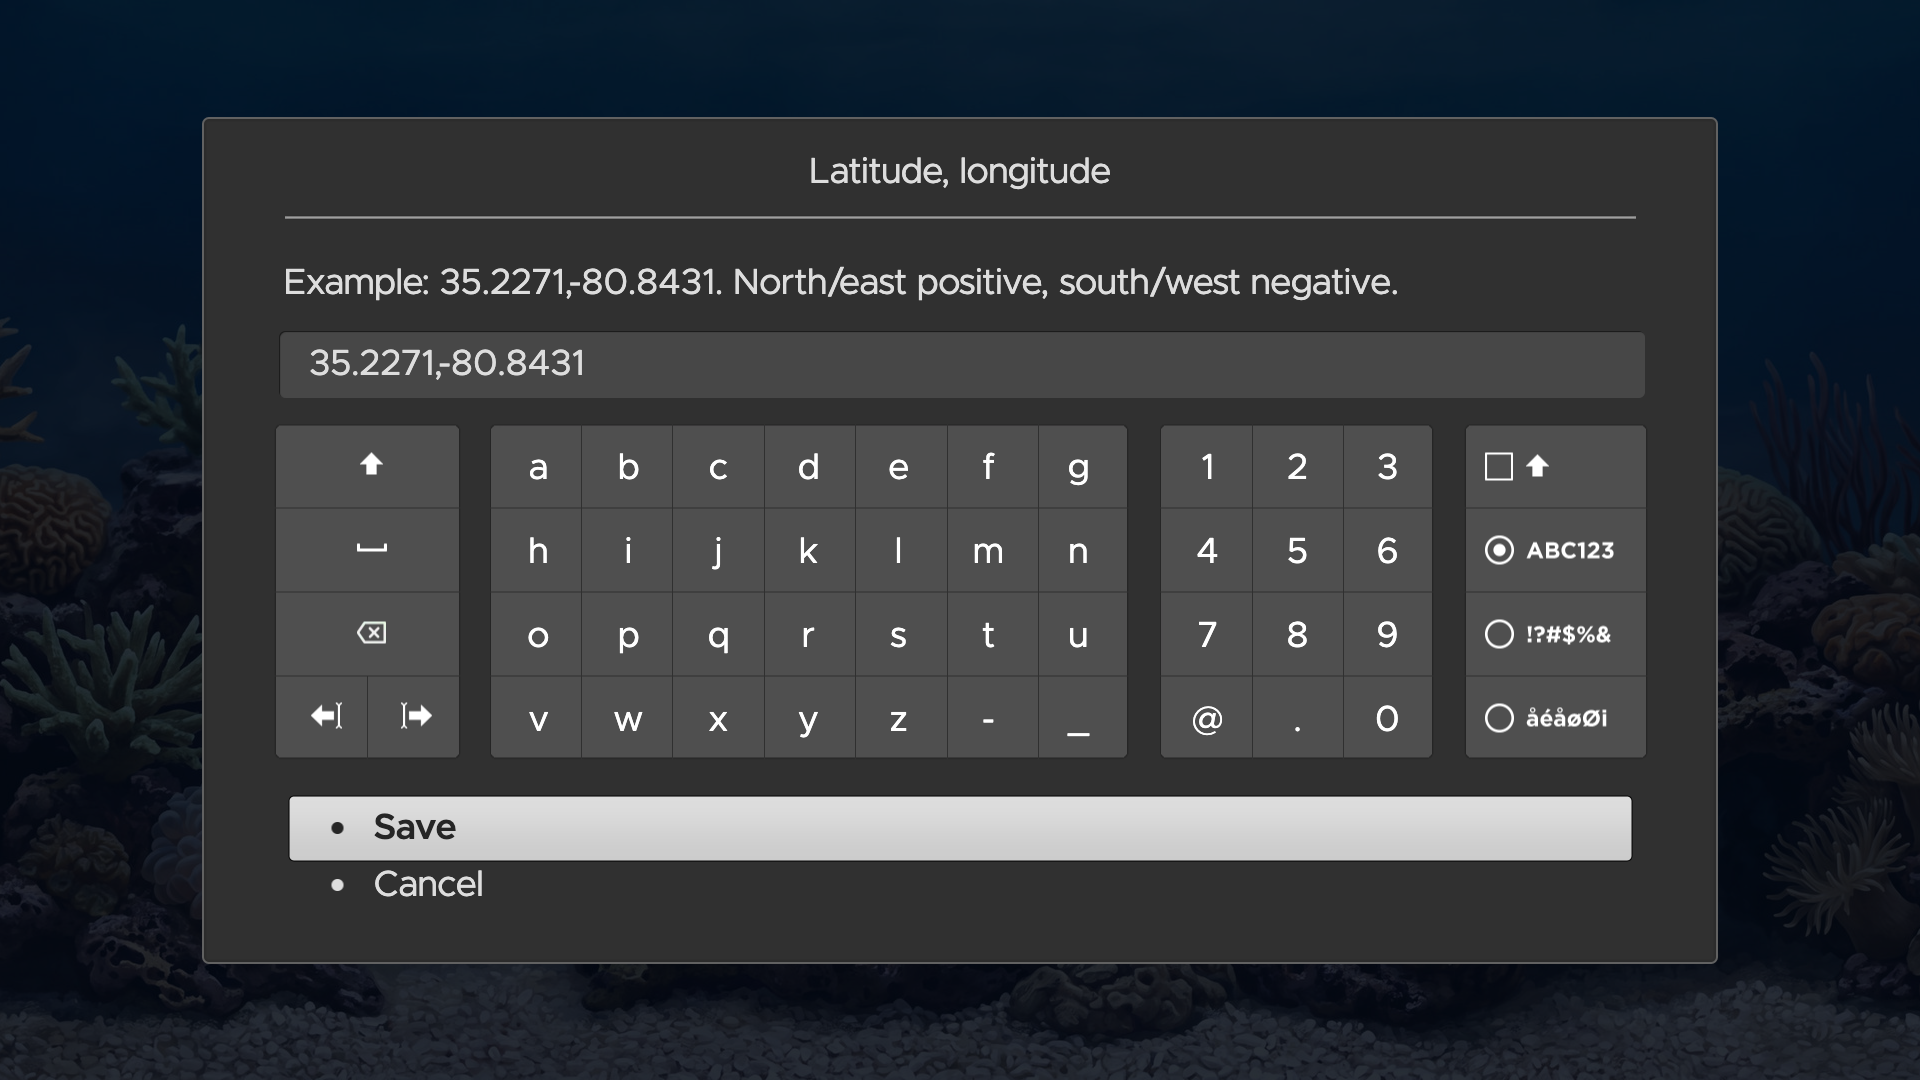 Latitude, longitude
Example: 35.2271,-80.8431. North/east positive, south/west negative.
35.2271,-80.8431
a b c d e f g 1 2 3
h i j k l m n 4 5 6 ABC123
o p q r s t u 7 8 9 !?#$%&
v w x y z - _ @ . 0 åéåøØi
Save
Cancel